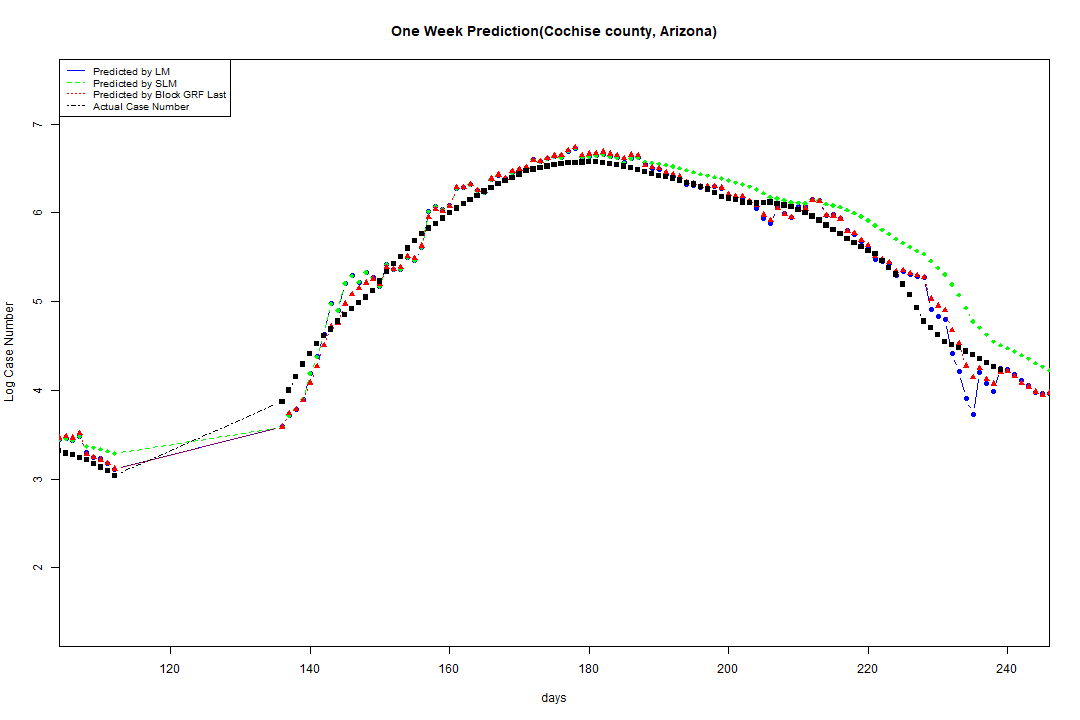 One Week Prediction(Cochise county, Arizona)
Predicted by LM
Predicted by SLM
Predicted by Block GRF Last
Actual Case Number
7
6
5
4
3
2
Log Case Number
120 140 160 180 200 220 240
days